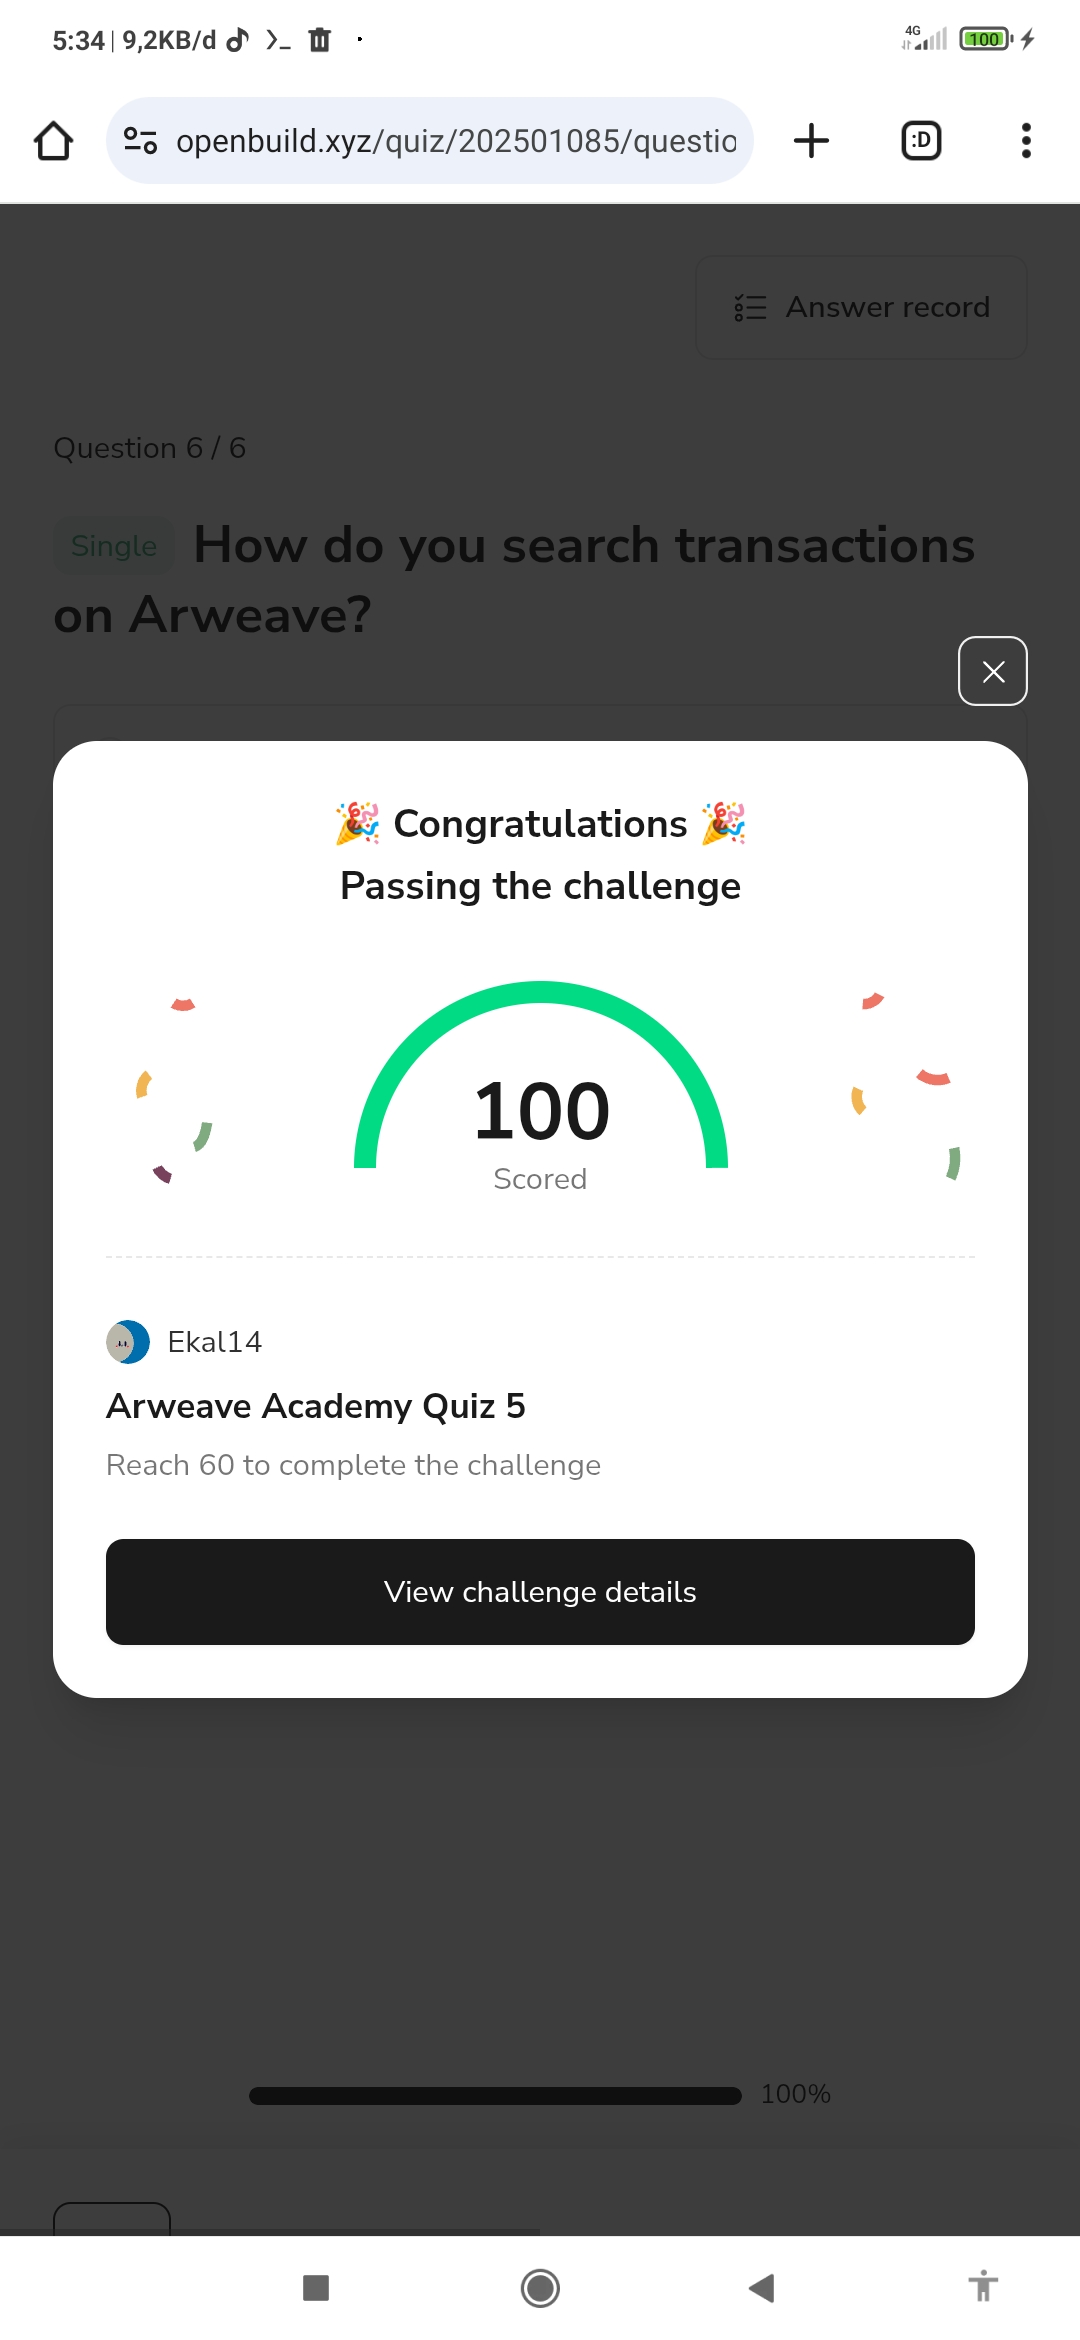 5:34 | 9,2KB/d
4G
100
openbuild.xyz/quiz/202501085/questio
:D
Answer record
Question 6 / 6
Single How do you search transactions
on Arweave?
🎉 Congratulations 🎉
Passing the challenge
100
Scored
Ekal14
Arweave Academy Quiz 5
Reach 60 to complete the challenge
View challenge details
100%